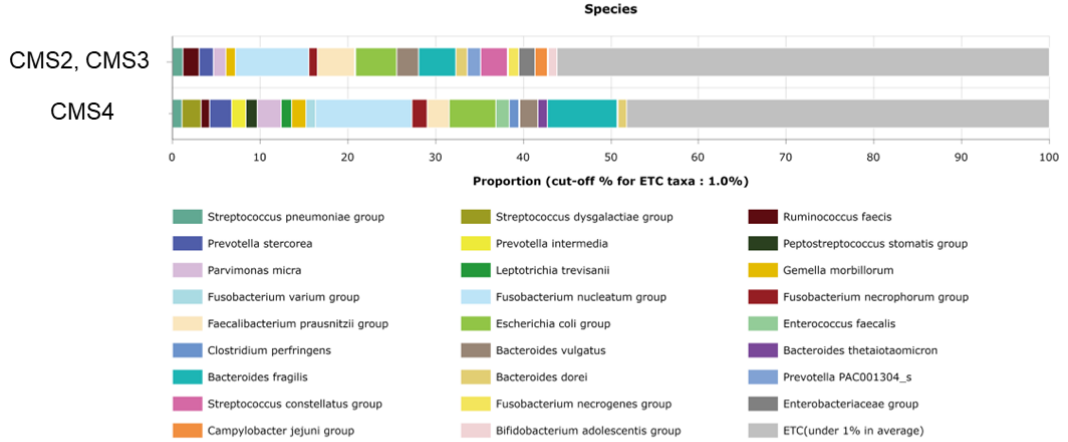 Species
CMS2, CMS3
CMS4
0 10 20 30 40 50 60 70 80 90 100
Proportion (cut-off % for ETC taxa : 1.0%)
Streptococcus pneumoniae group Streptococcus dysgalactiae group Ruminococcus faecis
Prevotella stercorea Prevotella intermedia Peptostreptococcus stomatis group
Parvimonas micra Leptotrichia trevisanii Gemella morbillorum
Fusobacterium varium group Fusobacterium nucleatum group Fusobacterium necrophorum group
Faecalibacterium prausnitzii group Escherichia coli group Enterococcus faecalis
Clostridium perfringens Bacteroides vulgatus Bacteroides thetaiotaomicron
Bacteroides fragilis Bacteroides dorei Prevotella PAC001304_s
Streptococcus constellatus group Fusobacterium necrogenes group Enterobacteriaceae group
Campylobacter jejuni group Bifidobacterium adolescentis group ETC(under 1% in average)